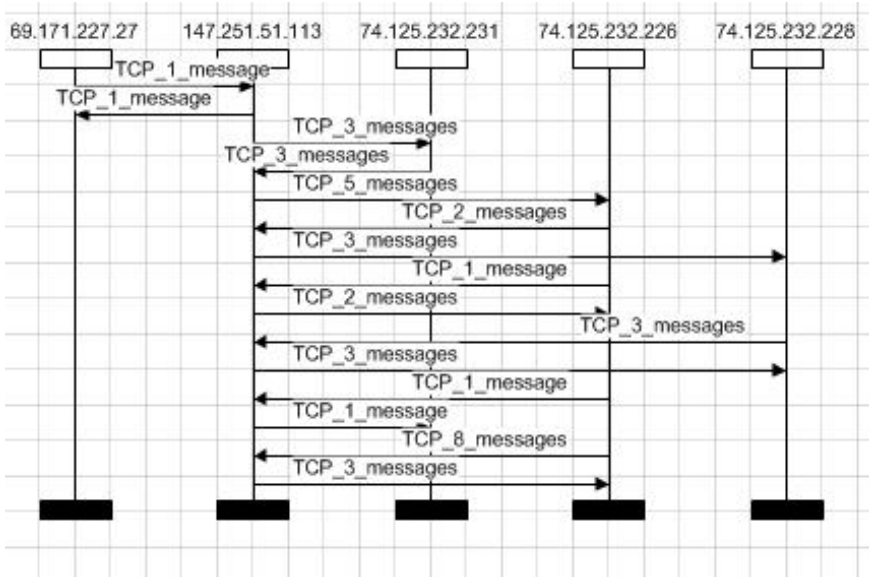 69.171.227.27 147.251.51.113 74.125.232.231 74.125.232.226 74.125.232.228
TCP_1_message
TCP_1_message
TCP_3_messages
TCP_3_messages
TCP_5_messages
TCP_2_messages
TCP_3_messages
TCP_1_message
TCP_2_messages
TCP_3_messages
TCP_3_messages
TCP_1_message
TCP_1_message
TCP_8_messages
TCP_3_messages